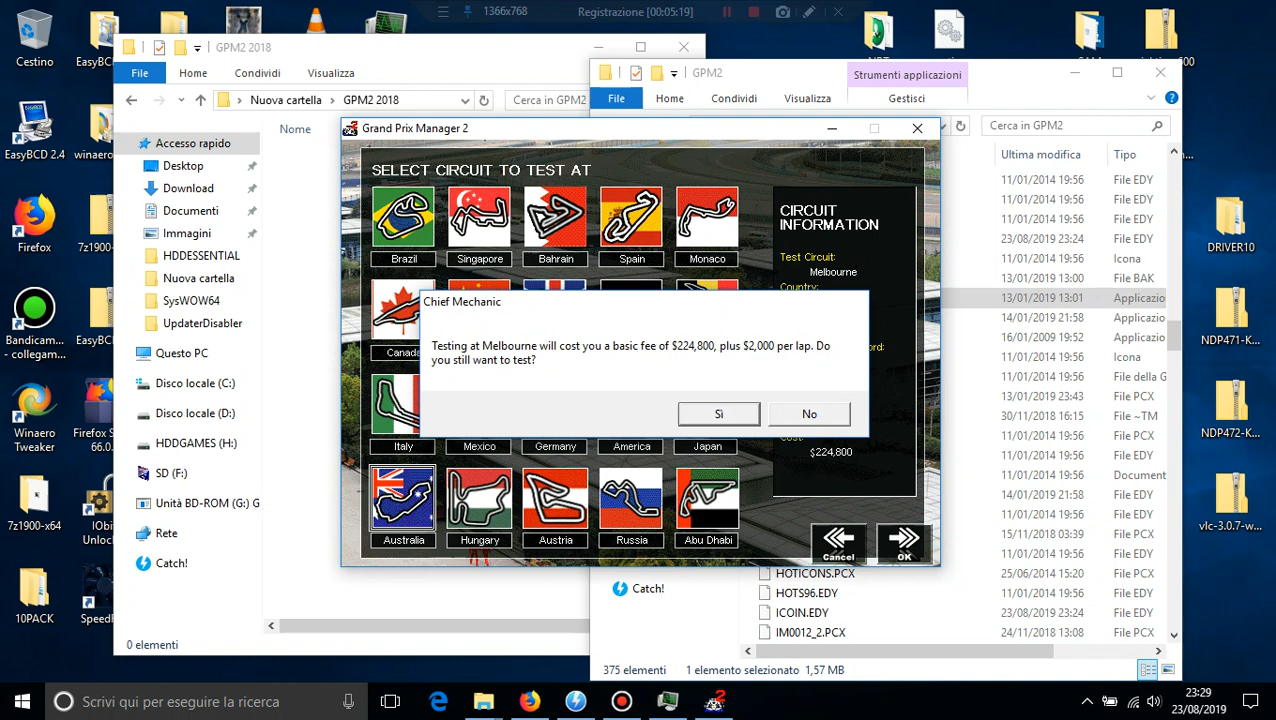 1366x768
Registrazione [00:05:19]
Cestino
EasyBCD 2.4
Firefox
Bandicam...
- collegam...
Winaero
Tweaker
7z1900-x64
10PACK
winaero
7z1900-
GPM2 2018
File
Home
Condividi
Visualizza
Nuova cartella
GPM2 2018
Cerca in GPM2
Nome
Accesso rapido
Desktop
Download
Documenti
Immagini
HDDESSENTIAL
Nuova cartella
SysWOW64
UpdaterDisabler
Questo PC
Disco locale (C:)
Disco locale (D:)
HDDGAMES (H:)
SD (F:)
Unità BD-ROM (G:) G
Rete
Catch!
0 elementi
GPM2
Strumenti applicazioni
File
Home
Condividi
Visualizza
Gestisci
Cerca in GPM2
Ultima modifica
Tipo
11/01/2014 19:56 File EDY
11/01/2014 19:56 File EDY
11/01/2014 19:56 File EDY
23/08/2019 23:24 File EDY
11/01/2014 19:56 Icona
13/01/2019 13:00 File BAK
13/01/2019 13:01 Applicazio
14/01/2019 21:58 Applicazio
16/01/2009 19:52 Applicazio
11/01/2014 19:56 Icona
11/01/2014 19:56 File della G
13/01/2019 23:43 File PCX
30/11/2018 16:15 File ~TM
11/01/2014 19:56 File PCX
11/01/2014 19:56 File PCX
11/01/2014 19:56 Document
14/01/2019 21:58 File EDY
11/01/2014 19:56 File EDY
15/11/2018 03:39 File PCX
11/01/2014 19:56 File EDY
HOTICONS.PCX 25/06/2014 15:20 File PCX
HOTS96.EDY 11/01/2014 19:56 File EDY
ICOIN.EDY 23/08/2019 23:24 File EDY
IM0012_2.PCX 24/11/2018 13:08 File PCX
Catch!
375 elementi
1 elemento selezionato 1,57 MB
Grand Prix Manager 2
SELECT CIRCUIT TO TEST AT
Brazil
Singapore
Bahrain
Spain
Monaco
Canada
Italy
Mexico
Germany
America
Japan
Australia
Hungary
Austria
Russia
Abu Dhabi
CIRCUIT
INFORMATION
Test Circuit:
Melbourne
Country:
Cost:
$224,800
Cancel
OK
Chief Mechanic
Testing at Melbourne will cost you a basic fee of $224,800, plus $2,000 per lap. Do
you still want to test?
Sì
No
DRIVER10
NDP471-K...
NDP472-K...
vlc-3.0.7-w...
Scrivi qui per eseguire la ricerca
23:29
23/08/2019